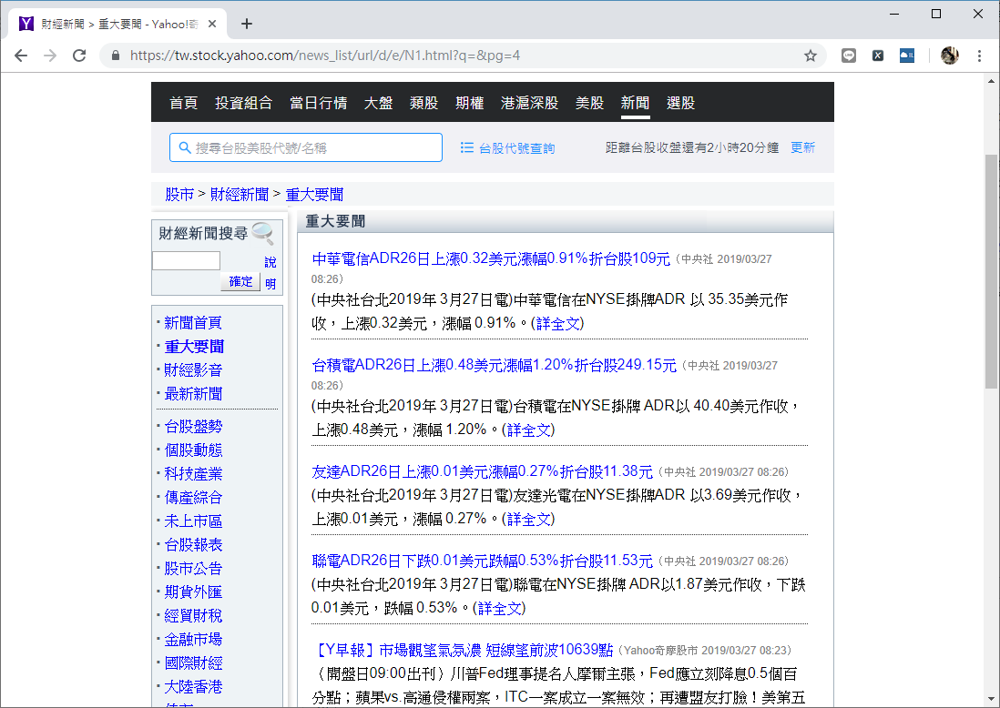 財經新聞 > 重大要聞 - Yahoo!奇
https://tw.stock.yahoo.com/news_list/url/d/e/N1.html?q=&pg=4
首頁 投資組合 當日行情 大盤 類股 期權 港滬深股 美股 新聞 選股
搜尋台股美股代號/名稱 台股代號查詢 距離台股收盤還有2小時20分鐘 更新
股市 > 財經新聞 > 重大要聞
財經新聞搜尋
說明
確定
・新聞首頁
・重大要聞
・財經影音
・最新新聞
・台股盤勢
・個股動態
・科技產業
・傳產綜合
・未上市區
・台股報表
・股市公告
・期貨外匯
・經貿財稅
・金融市場
・國際財經
・大陸香港
重大要聞
中華電信ADR26日上漲0.32美元漲幅0.91%折台股109元（中央社 2019/03/27
08:26）
(中央社台北2019年 3月27日電)中華電信在NYSE掛牌ADR 以 35.35美元作
收，上漲0.32美元，漲幅 0.91%。(詳全文)
台積電ADR26日上漲0.48美元漲幅1.20%折台股249.15元（中央社 2019/03/27
08:26）
(中央社台北2019年 3月27日電)台積電在NYSE掛牌 ADR以 40.40美元作收，
上漲0.48美元，漲幅 1.20%。(詳全文)
友達ADR26日上漲0.01美元漲幅0.27%折台股11.38元（中央社 2019/03/27 08:26）
(中央社台北2019年 3月27日電)友達光電在NYSE掛牌ADR 以3.69美元作收，
上漲0.01美元，漲幅 0.27%。(詳全文)
聯電ADR26日下跌0.01美元跌幅0.53%折台股11.53元（中央社 2019/03/27 08:26）
(中央社台北2019年 3月27日電)聯電在NYSE掛牌 ADR以1.87美元作收，下跌
0.01美元，跌幅 0.53%。(詳全文)
【Y早報】市場觀望氣氛濃 短線望前波10639點（Yahoo奇摩股市 2019/03/27 08:23）
（開盤日09:00出刊）川普Fed理事提名人摩爾主張，Fed應立刻降息0.5個百
分點；蘋果vs.高通侵權兩案，ITC一案成立一案無效；再遭盟友打臉！美第五